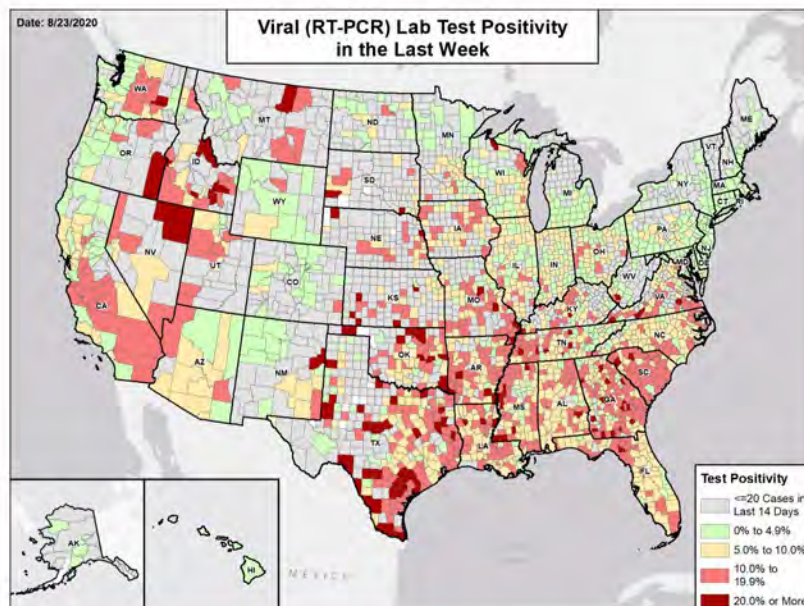 Date: 8/23/2020
Viral (RT-PCR) Lab Test Positivity
in the Last Week
WA
MT
ND
MN
ME
OR
ID
WY
SD
WI
MI
VT
NH
NY
MA
CT
RI
NV
UT
CO
NE
IA
IL
IN
OH
PA
NJ
MD
DE
CA
AZ
NM
KS
MO
KY
WV
VA
OK
AR
TN
NC
SC
TX
LA
MS
AL
GA
FL
AK
HI
MEXICO
Test Positivity
<=20 Cases in
Last 14 Days
0% to 4.9%
5.0% to 10.0%
10.0% to
19.9%
20.0% or More